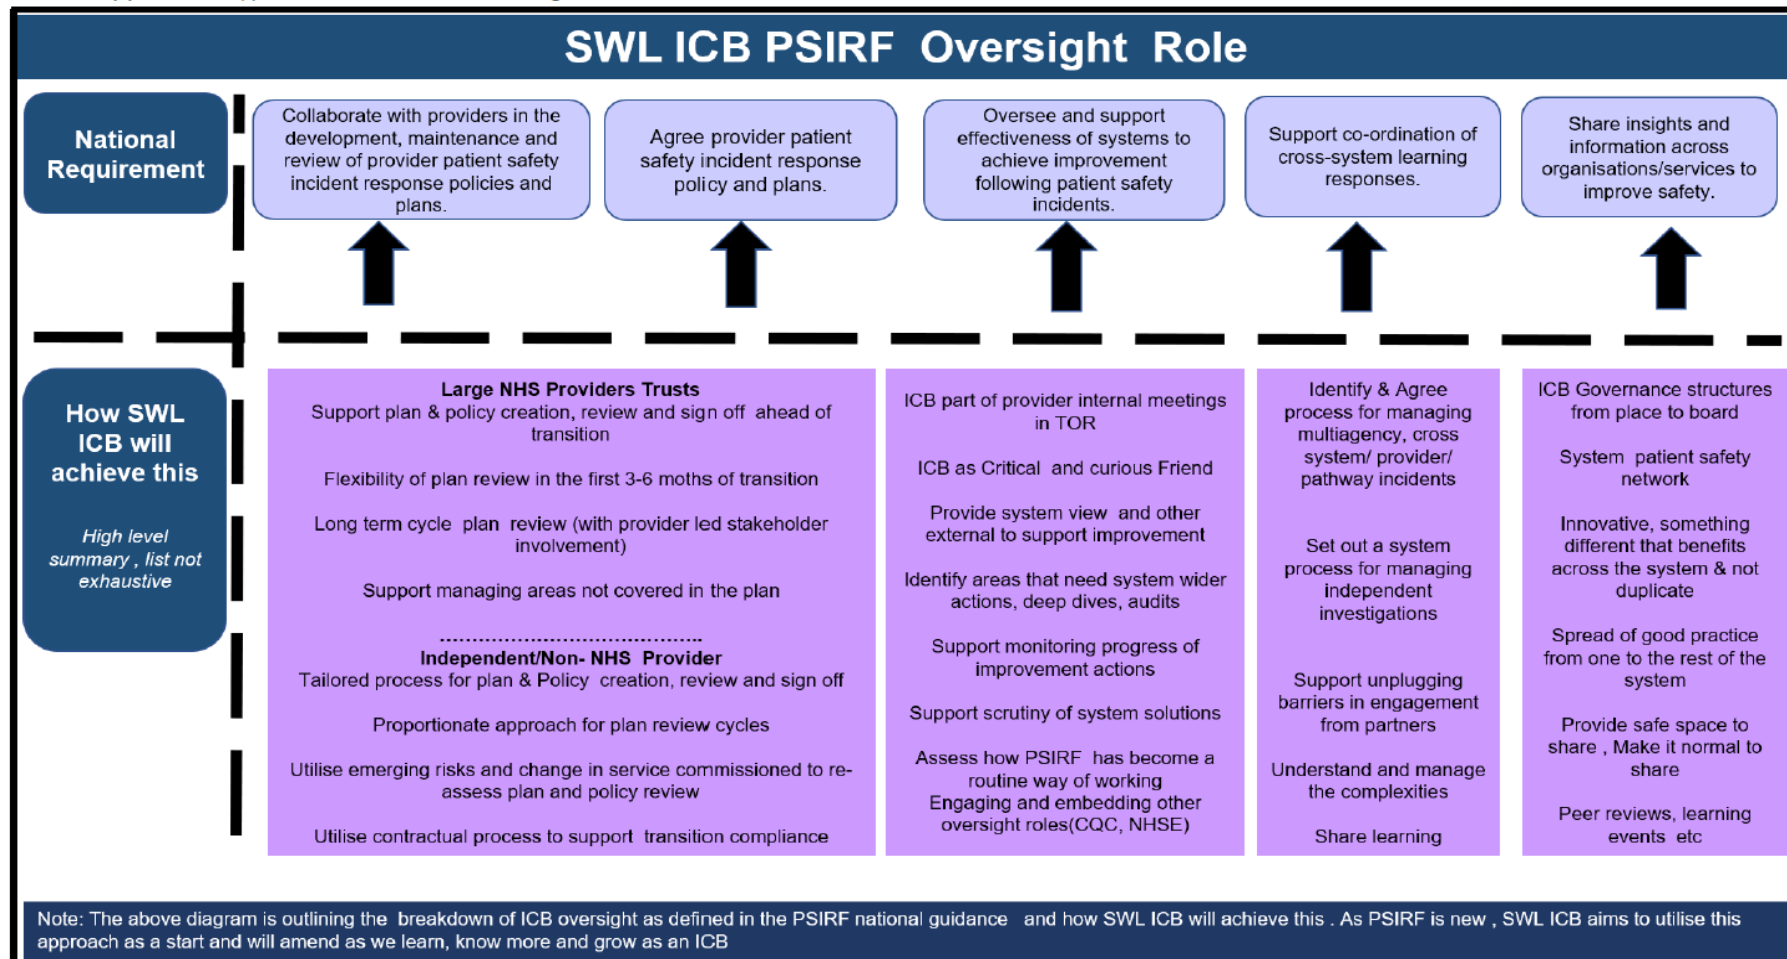 SWL ICB PSIRF Oversight Role
National
Requirement
Collaborate with providers in the
development, maintenance and
review of provider patient safety
incident response policies and
plans.
Agree provider patient
safety incident response
policy and plans.
Oversee and support
effectiveness of systems to
achieve improvement
following patient safety
incidents.
Support co-ordination of
cross-system learning
responses.
Share insights and
information across
organisations/services to
improve safety.
How SWL
ICB will
achieve this
High level
summary , list not
exhaustive
Large NHS Providers Trusts
Support plan & policy creation, review and sign off ahead of
transition
Flexibility of plan review in the first 3-6 moths of transition
Long term cycle plan review (with provider led stakeholder
involvement)
Support managing areas not covered in the plan
.......................................
Independent/Non- NHS Provider
Tailored process for plan & Policy creation, review and sign off
Proportionate approach for plan review cycles
Utilise emerging risks and change in service commissioned to re-
assess plan and policy review
Utilise contractual process to support transition compliance
ICB part of provider internal meetings
in TOR
ICB as Critical and curious Friend
Provide system view and other
external to support improvement
Identify areas that need system wider
actions, deep dives, audits
Support monitoring progress of
improvement actions
Support scrutiny of system solutions
Assess how PSIRF has become a
routine way of working
Engaging and embedding other
oversight roles(CQC, NHSE)
Identify & Agree
process for managing
multiagency, cross
system/ provider/
pathway incidents
Set out a system
process for managing
independent
investigations
Support unplugging
barriers in engagement
from partners
Understand and manage
the complexities
Share learning
ICB Governance structures
from place to board
System patient safety
network
Innovative, something
different that benefits
across the system & not
duplicate
Spread of good practice
from one to the rest of the
system
Provide safe space to
share , Make it normal to
share
Peer reviews, learning
events etc
Note: The above diagram is outlining the breakdown of ICB oversight as defined in the PSIRF national guidance and how SWL ICB will achieve this . As PSIRF is new , SWL ICB aims to utilise this
approach as a start and will amend as we learn, know more and grow as an ICB